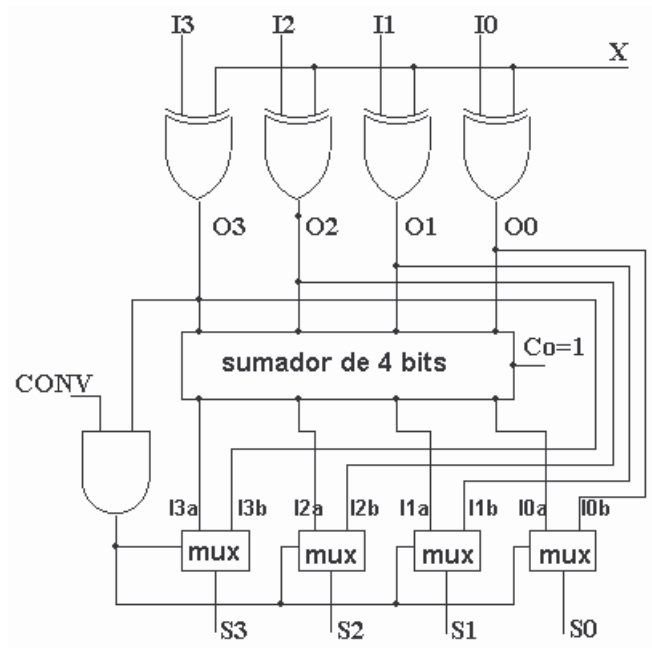 I3 I2 I1 I0
X
O3 O2 O1 O0
sumador de 4 bits
Co=1
CONV
I3a I3b I2a I2b I1a I1b I0a I0b
mux mux mux mux
S3 S2 S1 S0